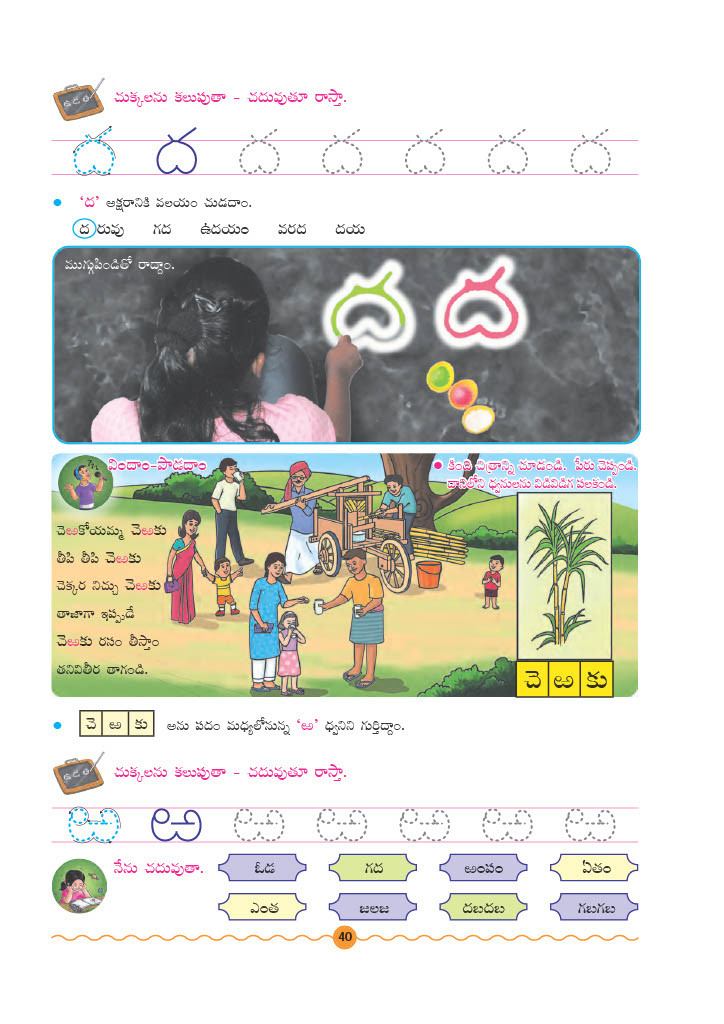 ఉ డ త
చుక్కలను కలుపుతా - చదువుతూ రాస్తా.
ద ద ద ద ద ద ద
• ‘ద’ అక్షరానికి వలయం చుడదాం.
దరువు గద ఉదయం వరద దయ
ముగ్గుపిండితో రాద్దాం.
ద ద
విందాం-పాడదాం
• కింది చిత్రాన్ని చూడండి. పేరు చెప్పండి.
దానిలోని ధ్వనులను విడివిడిగ పలకండి.
చెఱకోయమ్మ చెఱకు
తీపి తీపి చెఱకు
చెక్కర నిచ్చు చెఱకు
తాజాగా ఇప్పుడే
చెఱకు రసం తీస్తాం
తనివితీర తాగండి.
చె ఱ కు
• చె ఱ కు అను పదం మధ్యలోనున్న ‘ఱ’ ధ్వనిని గుర్తిద్దాం.
ఉ డ త
చుక్కలను కలుపుతా - చదువుతూ రాస్తా.
ఱ ఱ ఱ ఱ ఱ ఱ ఱ
నేను చదువుతా.
ఓడ గద ఱంపం ఏతం
ఎంత జలజ దబదబ గబగబ
40